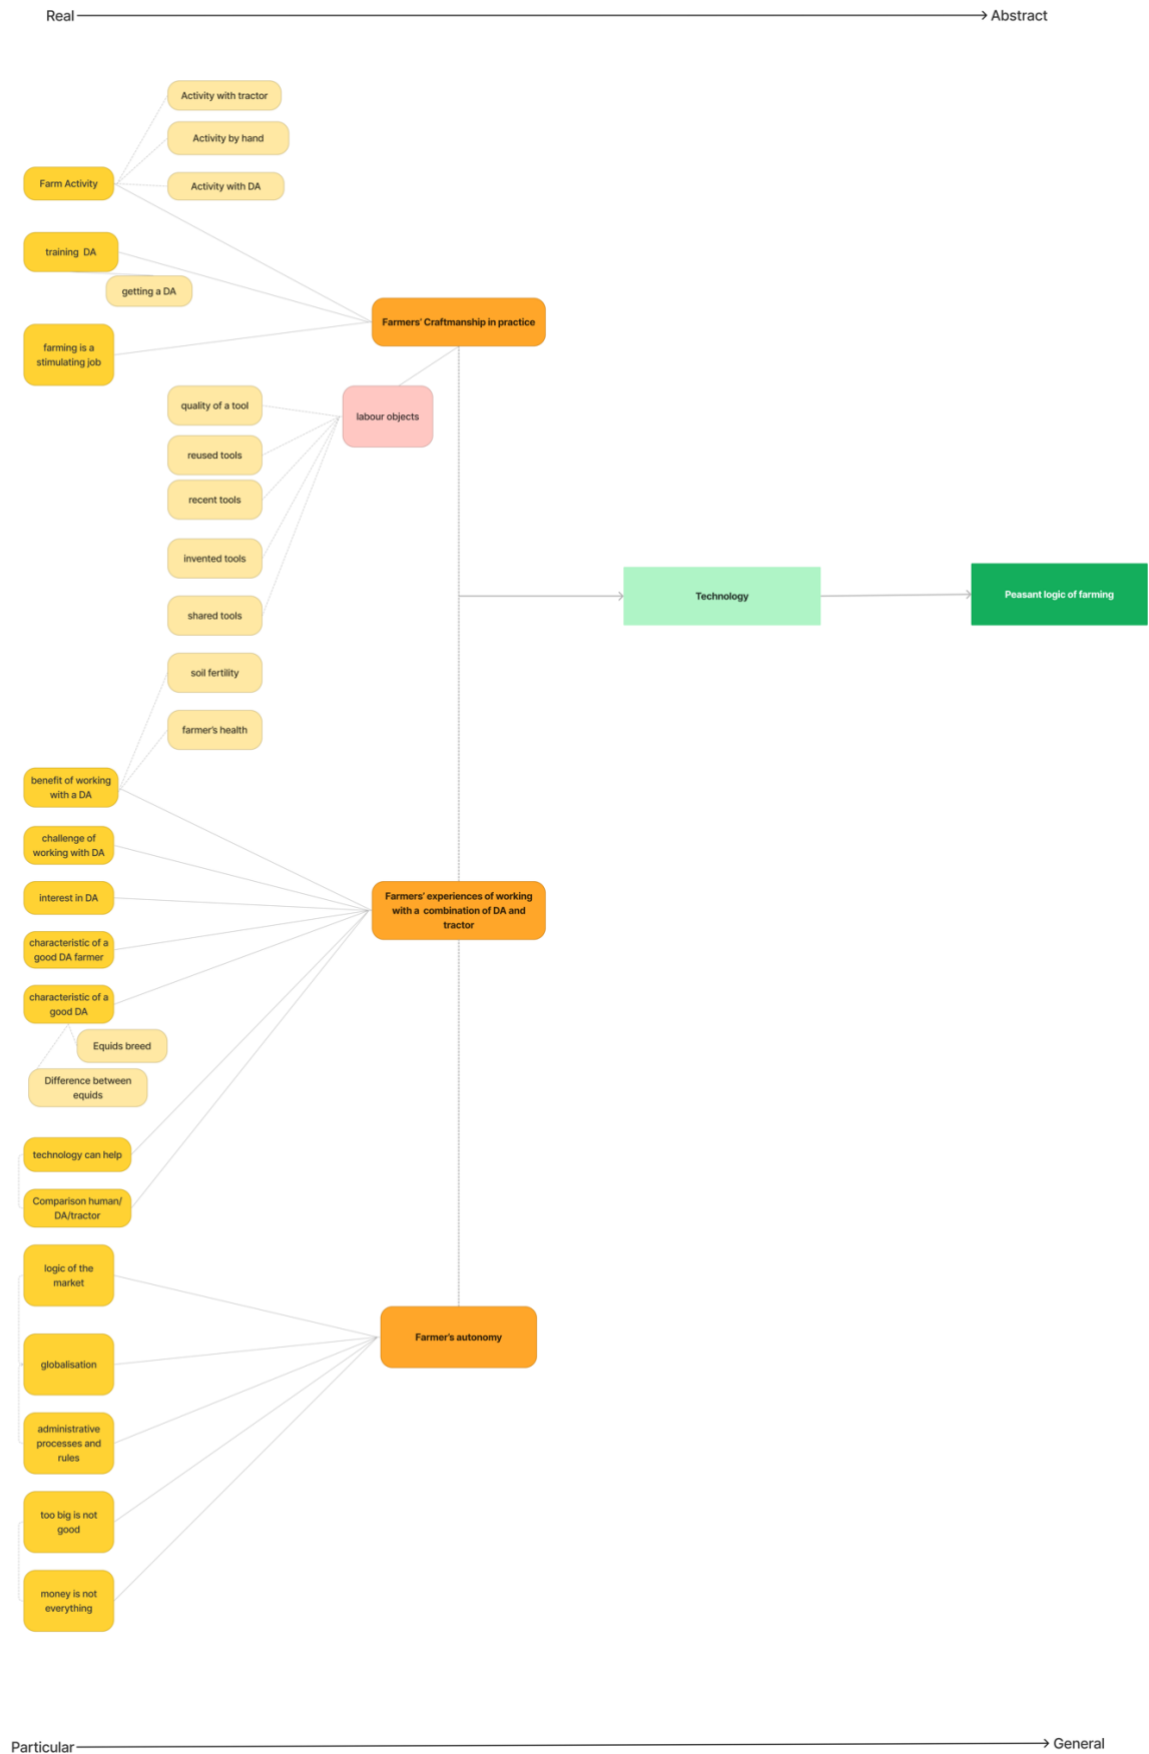 Real
Abstract
Activity with tractor
Activity by hand
Farm Activity
Activity with DA
training DA
getting a DA
Farmers' Craftmanship in practice
farming is a
stimulating job
quality of a tool
labour objects
reused tools
recent tools
invented tools
Technology
Peasant logic of farming
shared tools
soil fertility
farmer's health
benefit of working
with a DA
challenge of
working with DA
interest in DA
Farmers' experiences of working
with a combination of DA and
tractor
characteristic of a
good DA farmer
characteristic of a
good DA
Equids breed
Difference between
equids
technology can help
Comparison human/
DA/tractor
logic of the
market
Farmer's autonomy
globalisation
administrative
processes and
rules
too big is not
good
money is not
everything
Particular
General